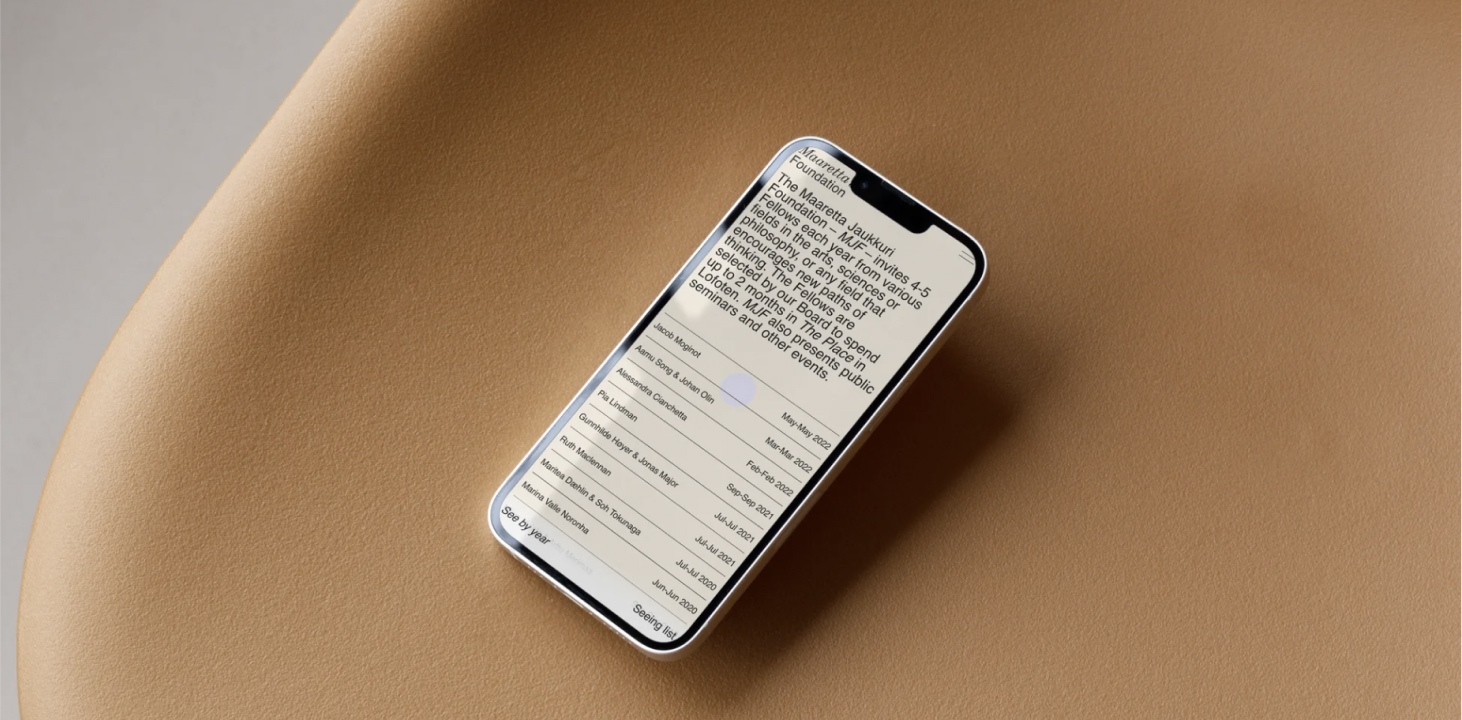 Maaretta
Foundation
The Maaretta Jaukkuri
Foundation – MJF – invites 4-5
Fellows each year from various
fields in the arts, sciences or
philosophy, or any field that
encourages new paths of
thinking. The Fellows are
selected by our Board to spend
up to 2 months in The Place in
Lofoten. MJF also presents public
seminars and other events.
Jacob Moginot May-May 2022
Aamu Song & Johan Olin Mar-Mar 2022
Alessandra Cianchetta Feb-Feb 2022
Pia Lindman Sep-Sep 2021
Gunnhilde Høyer & Jonas Major Jul-Jul 2021
Ruth Maclennan Jul-Jul 2021
Maritea Dæhlin & Soh Tokunaga Jul-Jul 2020
Marina Valle Noronha Jun-Jun 2020
See by year Seeing list